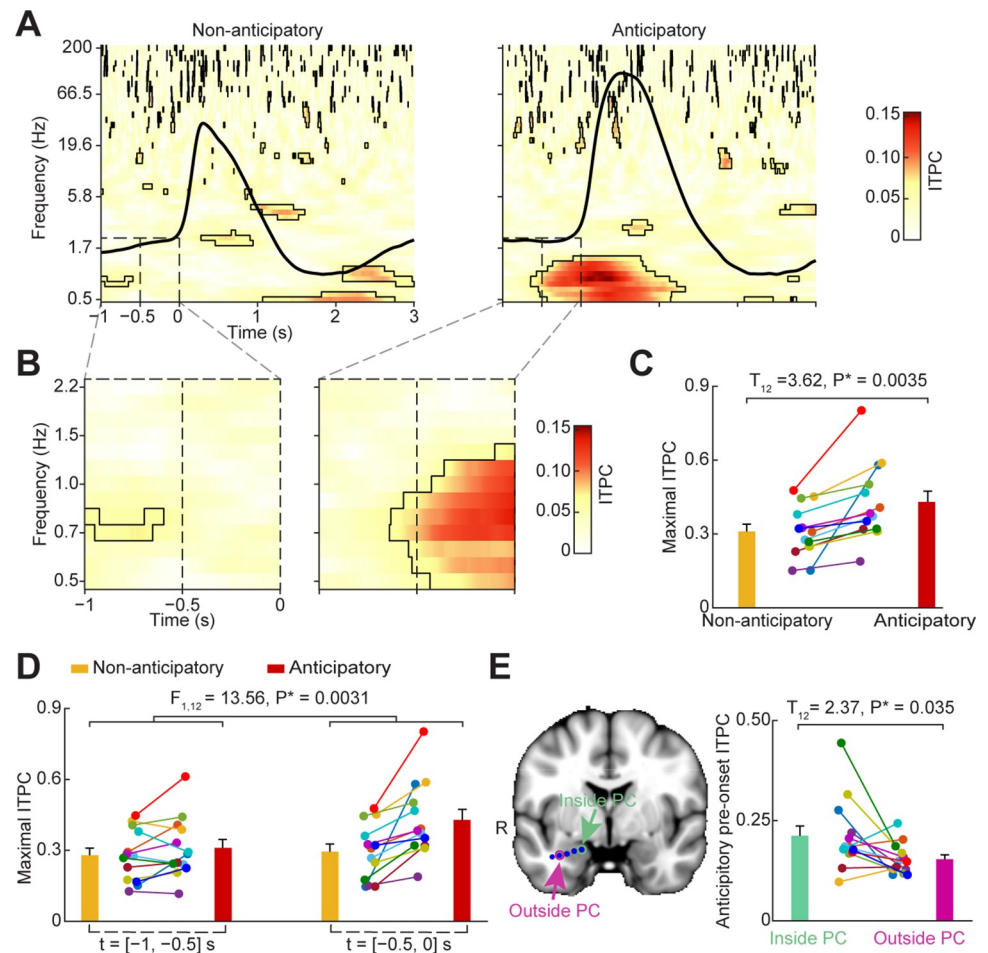 A
Non-anticipatory
Anticipatory
Frequency (Hz)
200
66.5
19.6
5.8
1.7
0.5
−1
−0.5
0
1
2
3
Time (s)
0.15
0.10
0.05
0
ITPC
B
Frequency (Hz)
2.2
1.5
1.0
0.7
0.5
−1
−0.5
0
Time (s)
0.15
0.10
0.05
0
ITPC
C
T12 =3.62, P* = 0.0035
Maximal ITPC
0.9
0.6
0.3
0
Non-anticipatory
Anticipatory
D
Non-anticipatory
Anticipatory
F1,12 = 13.56, P* = 0.0031
Maximal ITPC
0.9
0.6
0.3
0
t = [−1, −0.5] s
t = [−0.5, 0] s
E
R
Inside PC
Outside PC
T12 = 2.37, P* = 0.035
Anticipitory pre-onset ITPC
0.50
0.25
0
Inside PC
Outside PC